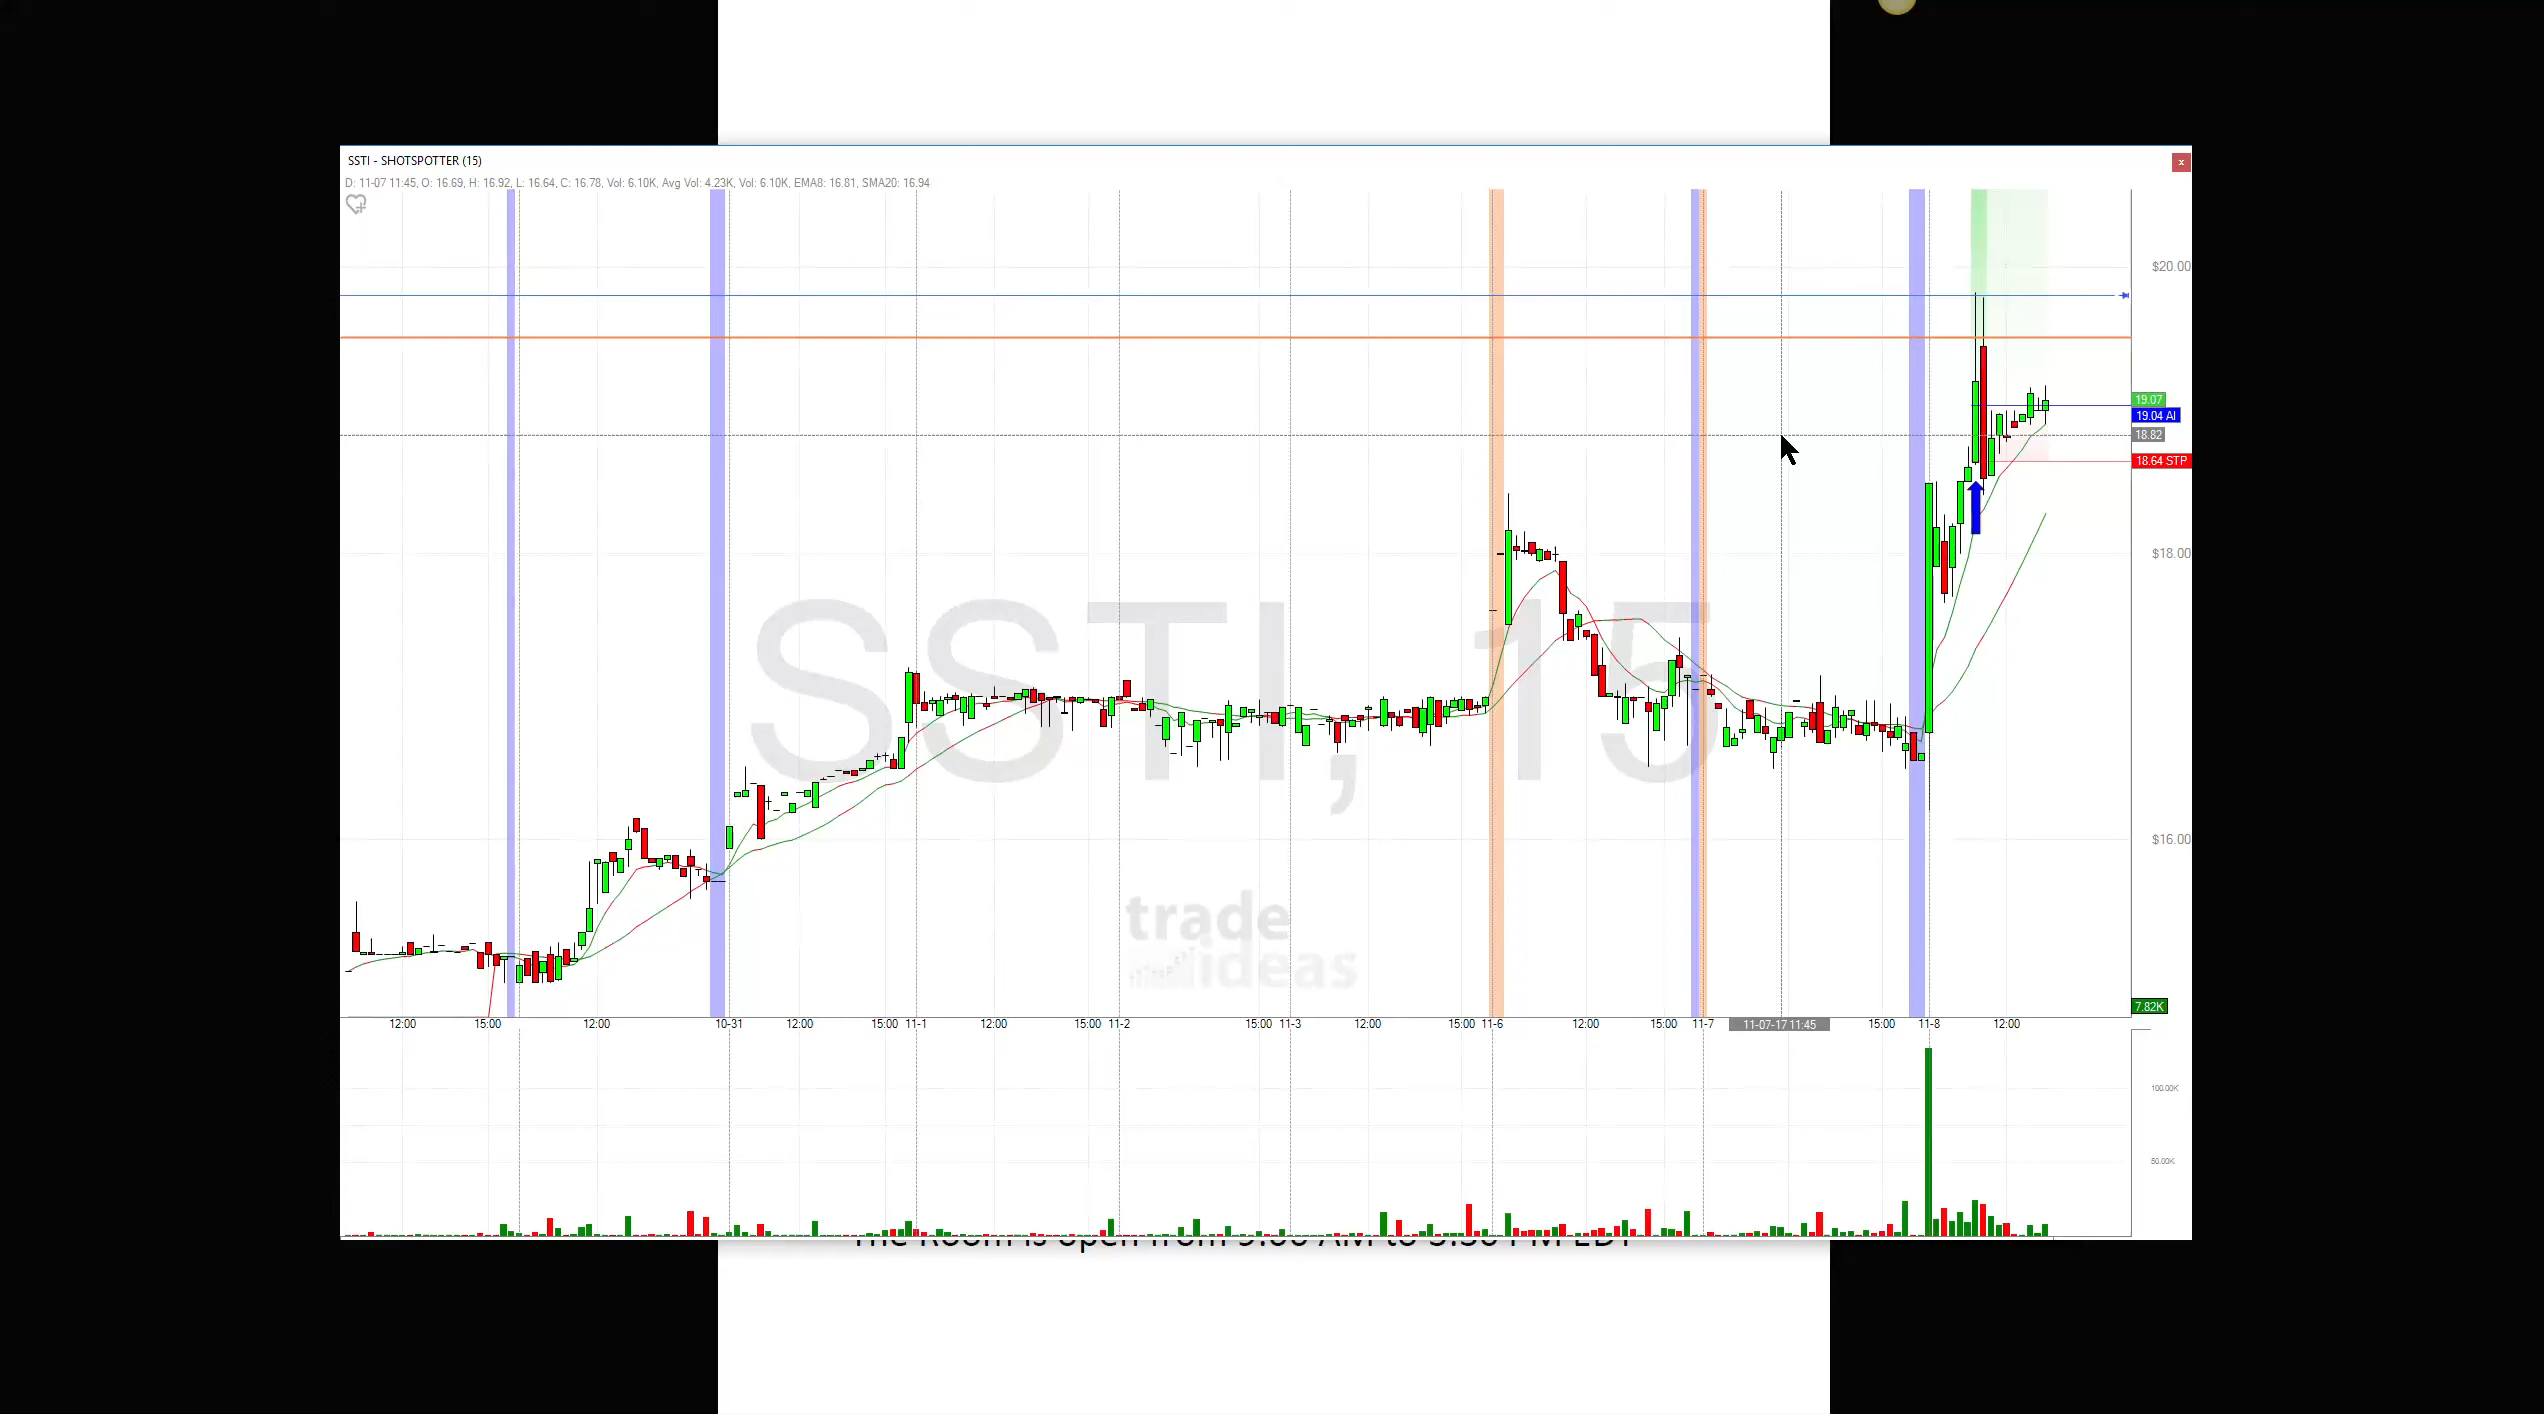 SSTI - SHOTSPOTTER (15)
x
D: 11-07 11:45, O: 16.69, H: 16.92, L: 16.64, C: 16.78, Vol: 6.10K, Avg Vol: 4.23K, Vol: 6.10K, EMA8: 16.81, SMA20: 16.94
$20.00
19.07
19.04 AI
18.82
18.64 STP
$18.00
SSTI, 15
$16.00
trade
ideas
7.82K
12:00 15:00 12:00 10-31 12:00 15:00 11-1 12:00 15:00 11-2 15:00 11-3 12:00 15:00 11-6 12:00 15:00 11-7 11-07-17 11:45 15:00 11-8 12:00
100.00K
50.00K